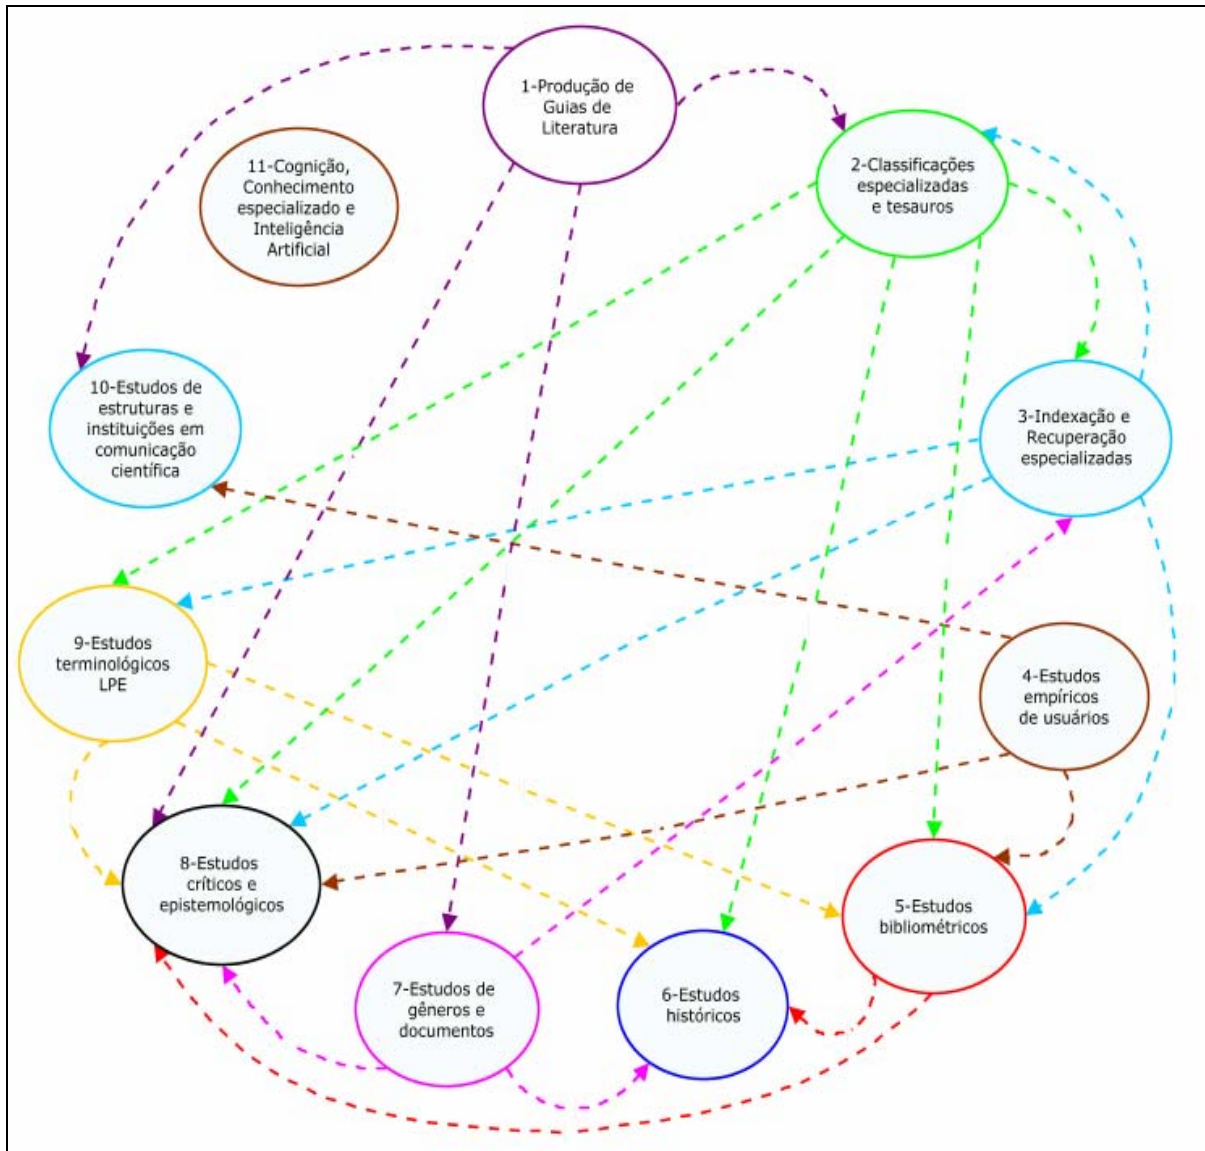 1-Produção de
Guias de
Literatura
2-Classificações
especializadas
e tesauros
3-Indexação e
Recuperação
especializadas
4-Estudos
empíricos
de usuários
5-Estudos
bibliométricos
6-Estudos
históricos
7-Estudos de
gêneros e
documentos
8-Estudos
críticos e
epistemológicos
9-Estudos
terminológicos
LPE
10-Estudos de
estruturas e
instituições em
comunicação
científica
11-Cognição,
Conhecimento
especializado e
Inteligência
Artificial